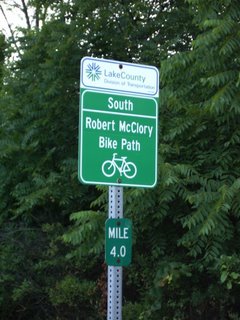 LakeCounty
Division of Transportation
South
Robert McClory
Bike Path
MILE
4.0